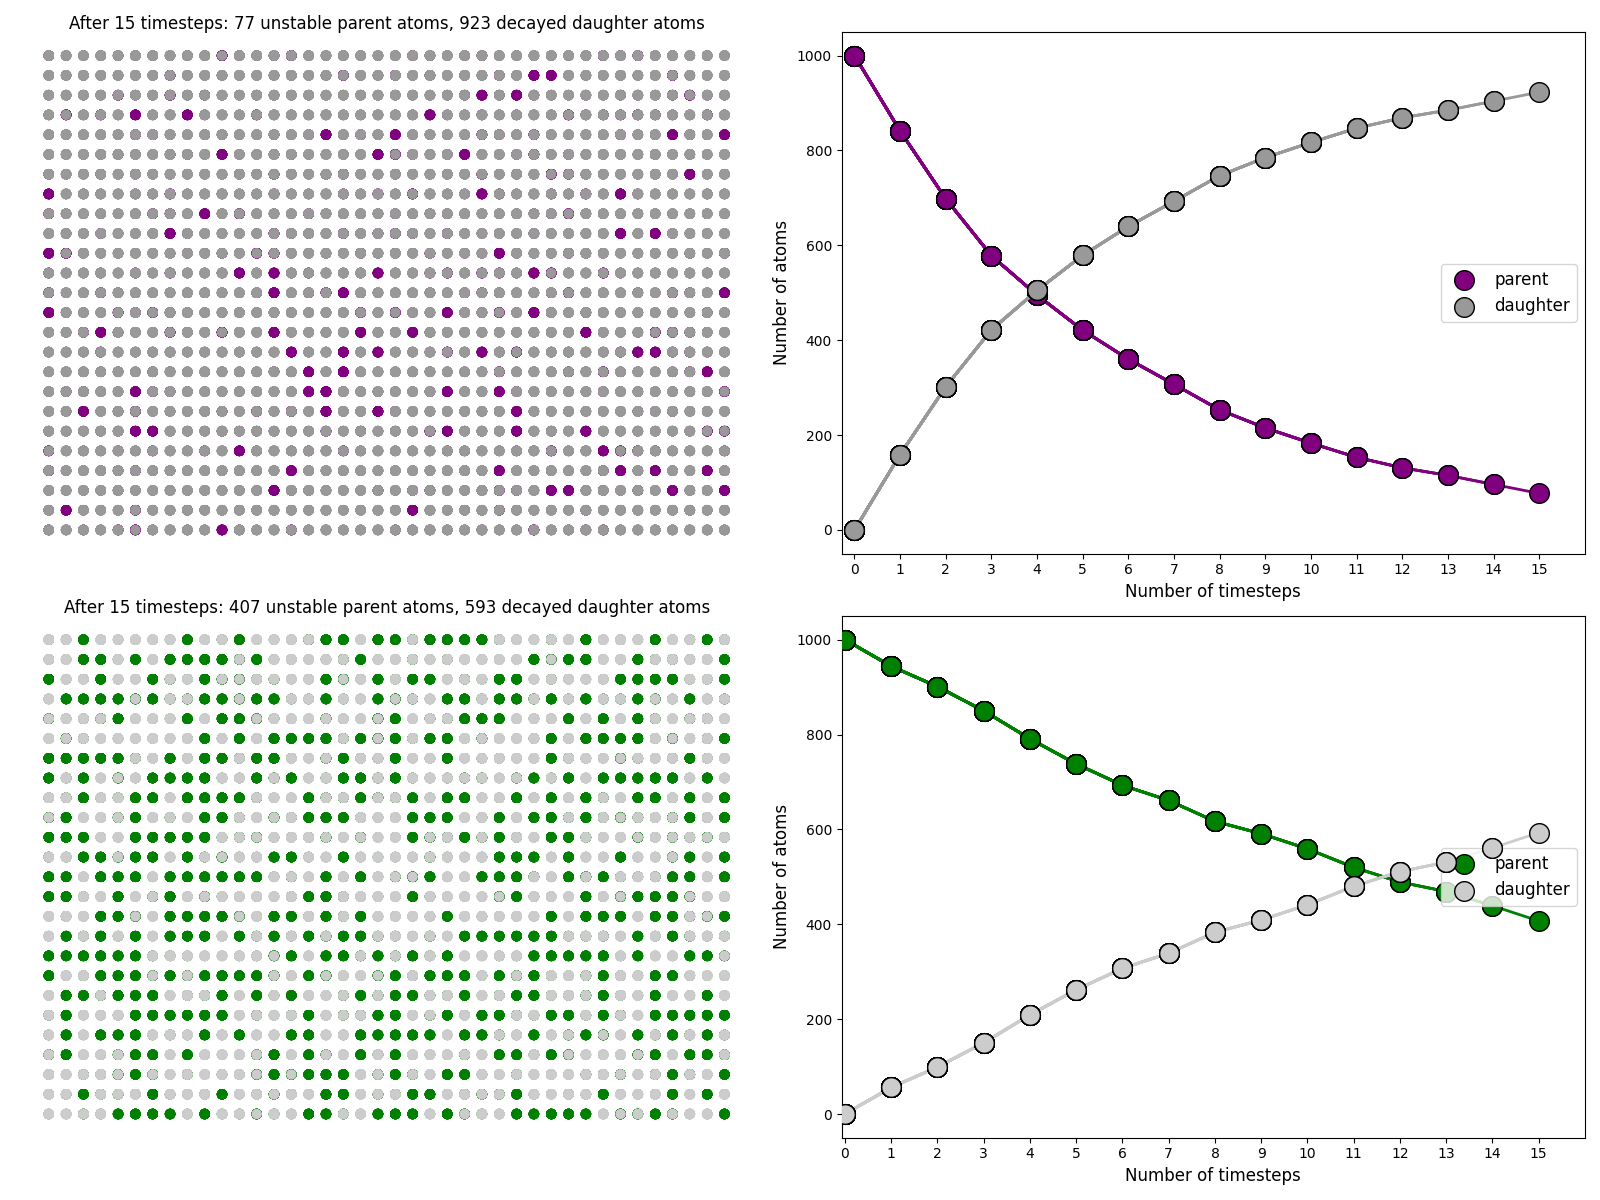 After 15 timesteps: 77 unstable parent atoms, 923 decayed daughter atoms
1000
800
600
400
200
0
Number of atoms
parent
daughter
0 1 2 3 4 5 6 7 8 9 10 11 12 13 14 15
Number of timesteps
After 15 timesteps: 407 unstable parent atoms, 593 decayed daughter atoms
1000
800
600
400
200
0
Number of atoms
parent
daughter
0 1 2 3 4 5 6 7 8 9 10 11 12 13 14 15
Number of timesteps